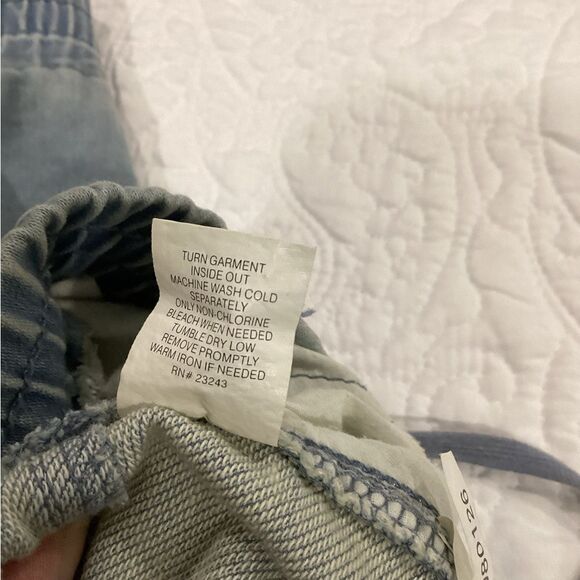 TURN GARMENT
INSIDE OUT
MACHINE WASH COLD
SEPARATELY
ONLY NON-CHLORINE
BLEACH WHEN NEEDED
TUMBLE DRY LOW
REMOVE PROMPTLY
WARM IRON IF NEEDED
RN# 23243
80126